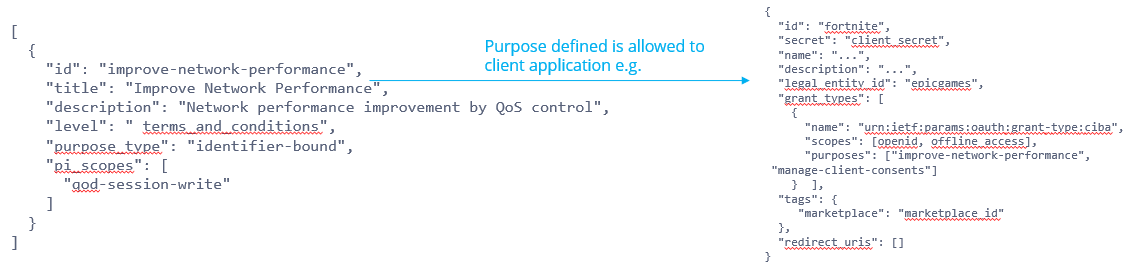 [
{
"id": "improve-network-performance",
"title": "Improve Network Performance",
"description": "Network performance improvement by QoS control",
"level": " terms_and_conditions",
"purpose_type": "identifier-bound",
"pi_scopes": [
"qod-session-write"
]
}
]
Purpose defined is allowed to
client application e.g.
{
"id": "fortnite",
"secret": "client_secret",
"name": "...",
"description": "...",
"legal_entity_id": "epicgames",
"grant_types": [
{
"name": "urn:ietf:params:oauth:grant-type:ciba",
"scopes": [openid, offline_access],
"purposes": ["improve-network-performance",
"manage-client-consents"]
} ],
"tags": {
"marketplace": "marketplace_id"
},
"redirect_uris": []
}